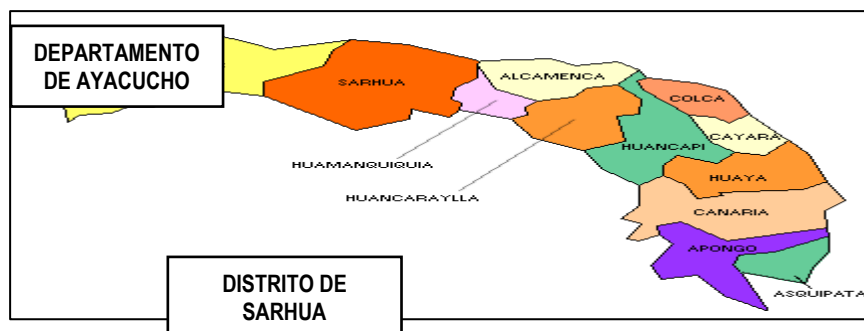 DEPARTAMENTO
DE AYACUCHO
SARHUA
ALCAMENCA
COLCA
CAYARA
HUANCAPI
HUAMANQUIQUIA
HUAYA
HUANCARAYLLA
CANARIA
APONGO
ASQUIPATA
DISTRITO DE
SARHUA